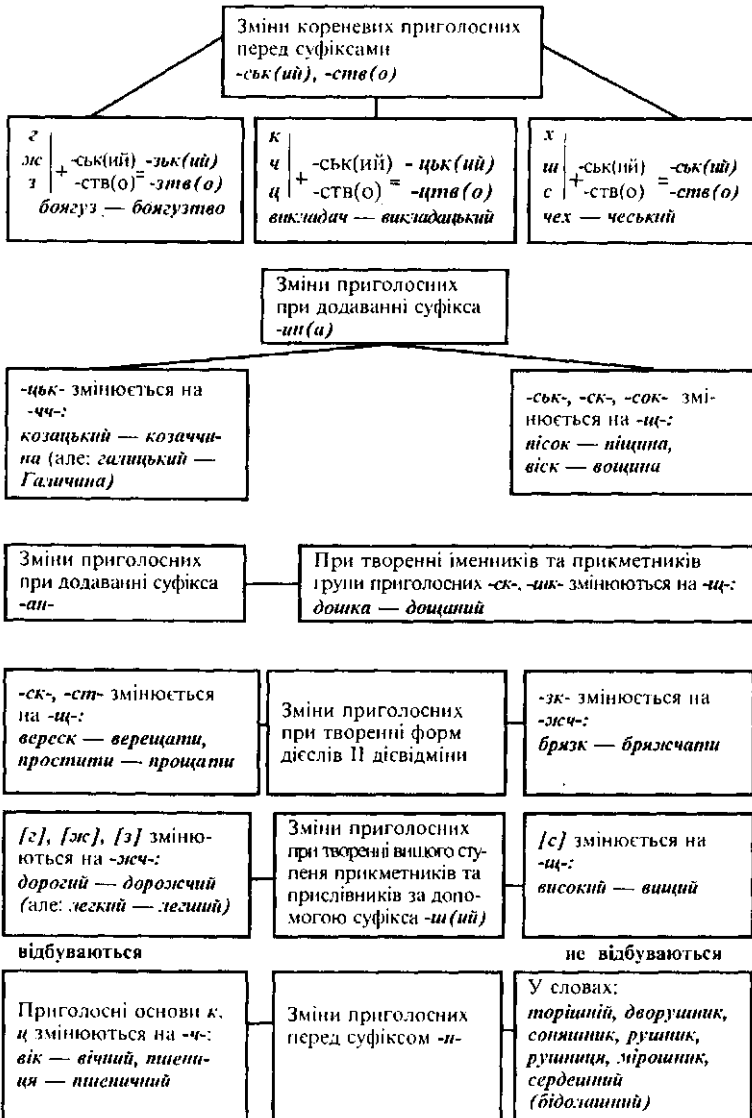 Зміни кореневих приголосних
перед суфіксами
-ськ(ий), -ств(о)
г
ж
з
+ -ськ(ий) = -зьк(ий)
-ств(о) -зтв(о)
боягуз — боягузтво
к
ч
ц
+ -ськ(ий) = -цьк(ий)
-ств(о) -цтв(о)
викладач — викладацький
х
ш
с
+ -ськ(ий) = -ськ(ий)
-ств(о) -ств(о)
чех — чеський
Зміни приголосних
при додаванні суфікса
-ин(а)
-цьк- змінюється на
-чч-:
козацький — козаччи-
на (але: галицький —
Галичина)
-ськ-, -ск-, -сок- змі-
нюється на -щ-:
пісок — піщина,
віск — вощина
Зміни приголосних
при додаванні суфікса
-ан-
При творенні іменників та прикметників
групи приголосних -ск-, -шк- змінюються на -щ-:
дошка — дощаний
-ск-, -ст- змінюється
на -щ-:
вереск — верещати,
простити — прощати
Зміни приголосних
при творенні форм
дієслів II дієвідміни
-зк- змінюється на
-жч-:
брязк — бряжчати
[г], [ж], [з] зміню-
ються на -жч-:
дорогий — дорожчий
(але: легкий — легший)
Зміни приголосних
при творенні вищого сту-
пеня прикметників та
прислівників за допо-
могою суфікса -ш(ий)
[с] змінюється на
-щ-:
високий — вищий
відбуваються
не відбуваються
Приголосні основи к,
ц змінюються на -ч-:
вік — вічний, пшени-
ця — пшеничний
Зміни приголосних
перед суфіксом -н-
У словах:
торішній, дворушник,
соняшник, рушник,
рушниця, мірошник,
сердешний
(бідолашний)